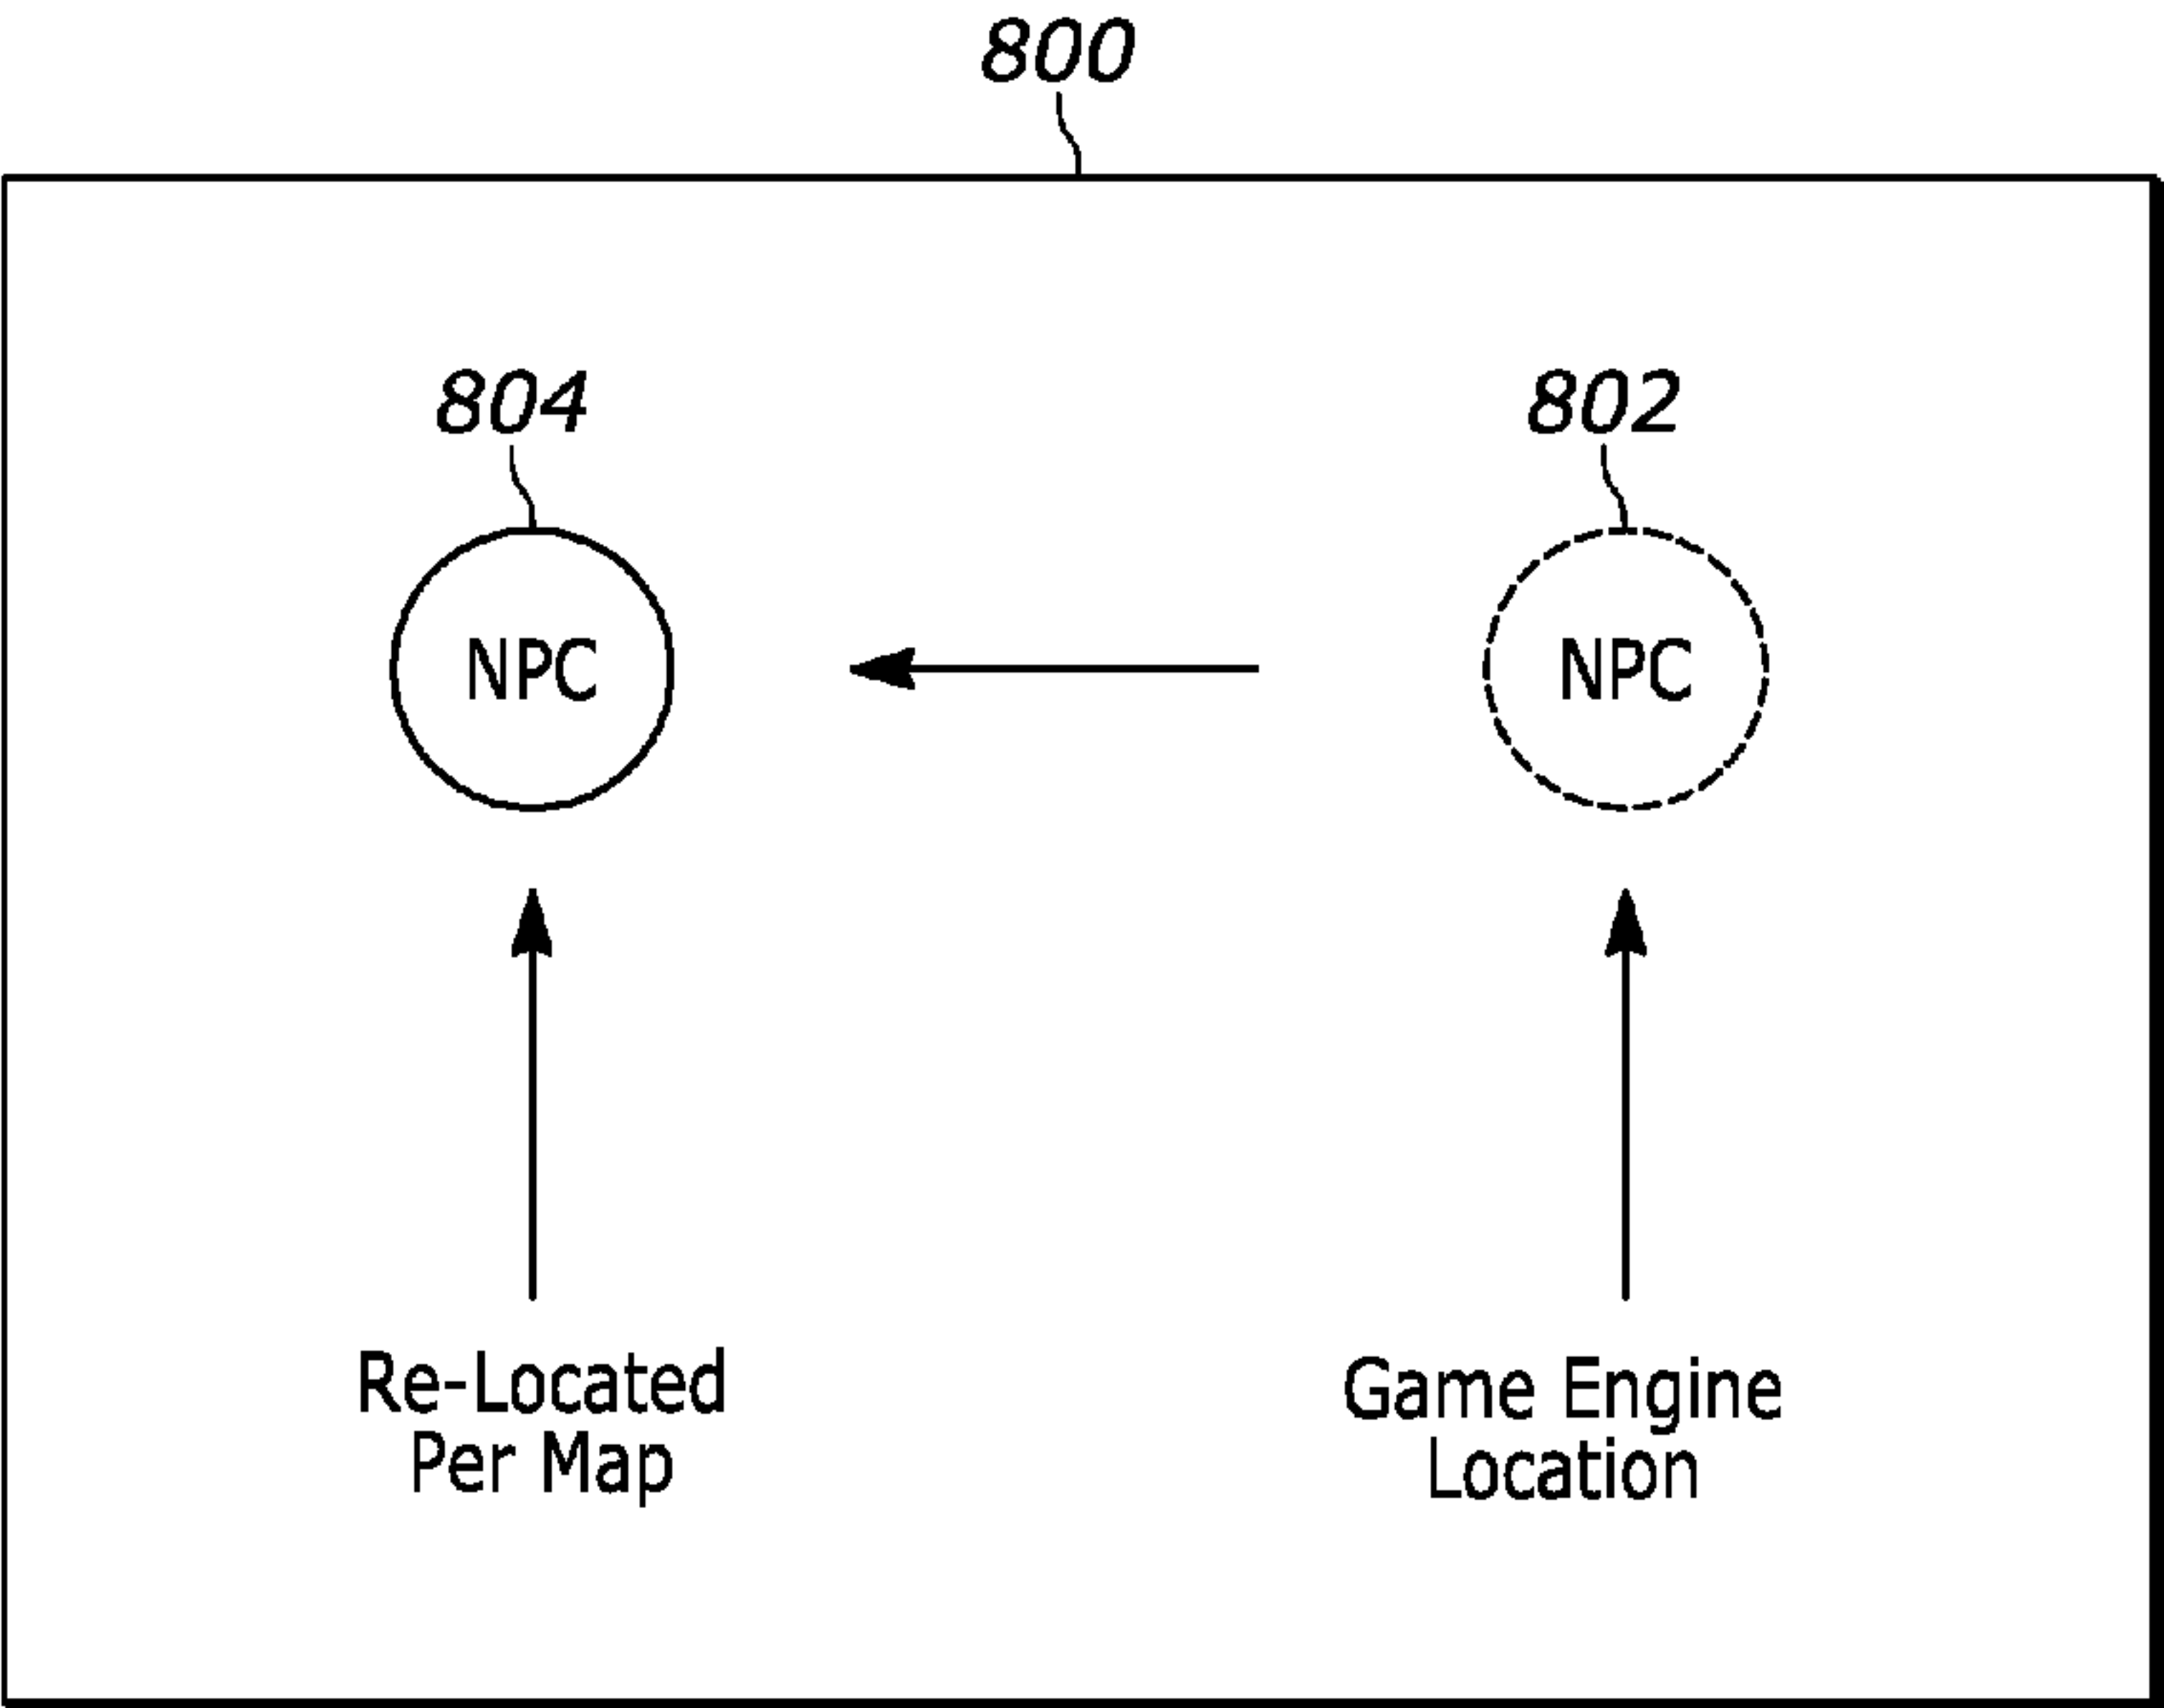 800
804
802
NPC
NPC
Re-Located
Per Map
Game Engine
Location